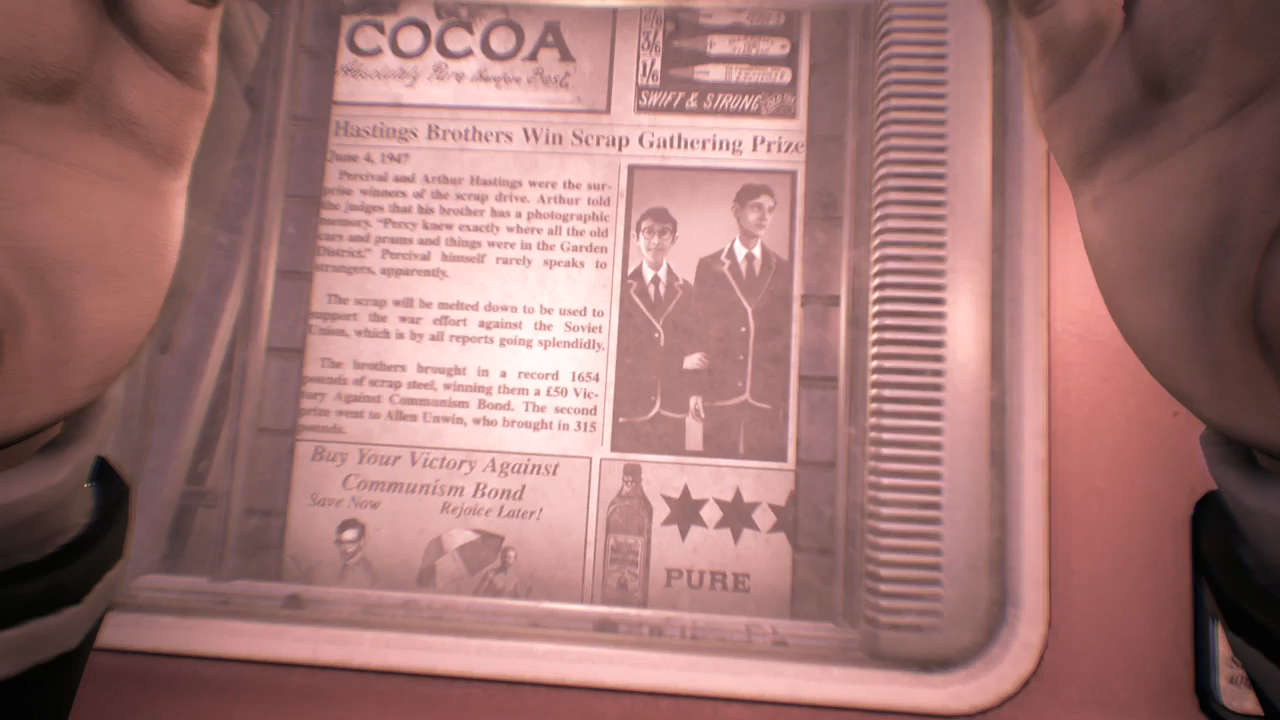 COCOA
Absolutely Pure therefore Best.
3/6
1/6
SWIFT & STRONG
Hastings Brothers Win Scrap Gathering Prize
June 4, 1947
Percival and Arthur Hastings were the sur-
prise winners of the scrap drive. Arthur told
the judges that his brother has a photographic
memory. "Percy knew exactly where all the old
cars and prams and things were in the Garden
District." Percival himself rarely speaks to
strangers, apparently.
The scrap will be melted down to be used to
support the war effort against the Soviet
Union, which is by all reports going splendidly.
The brothers brought in a record 1654
pounds of scrap steel, winning them a £50 Vic-
tory Against Communism Bond. The second
prize went to Allen Unwin, who brought in 315
pounds.
Buy Your Victory Against
Communism Bond
Save Now Rejoice Later!
PURE